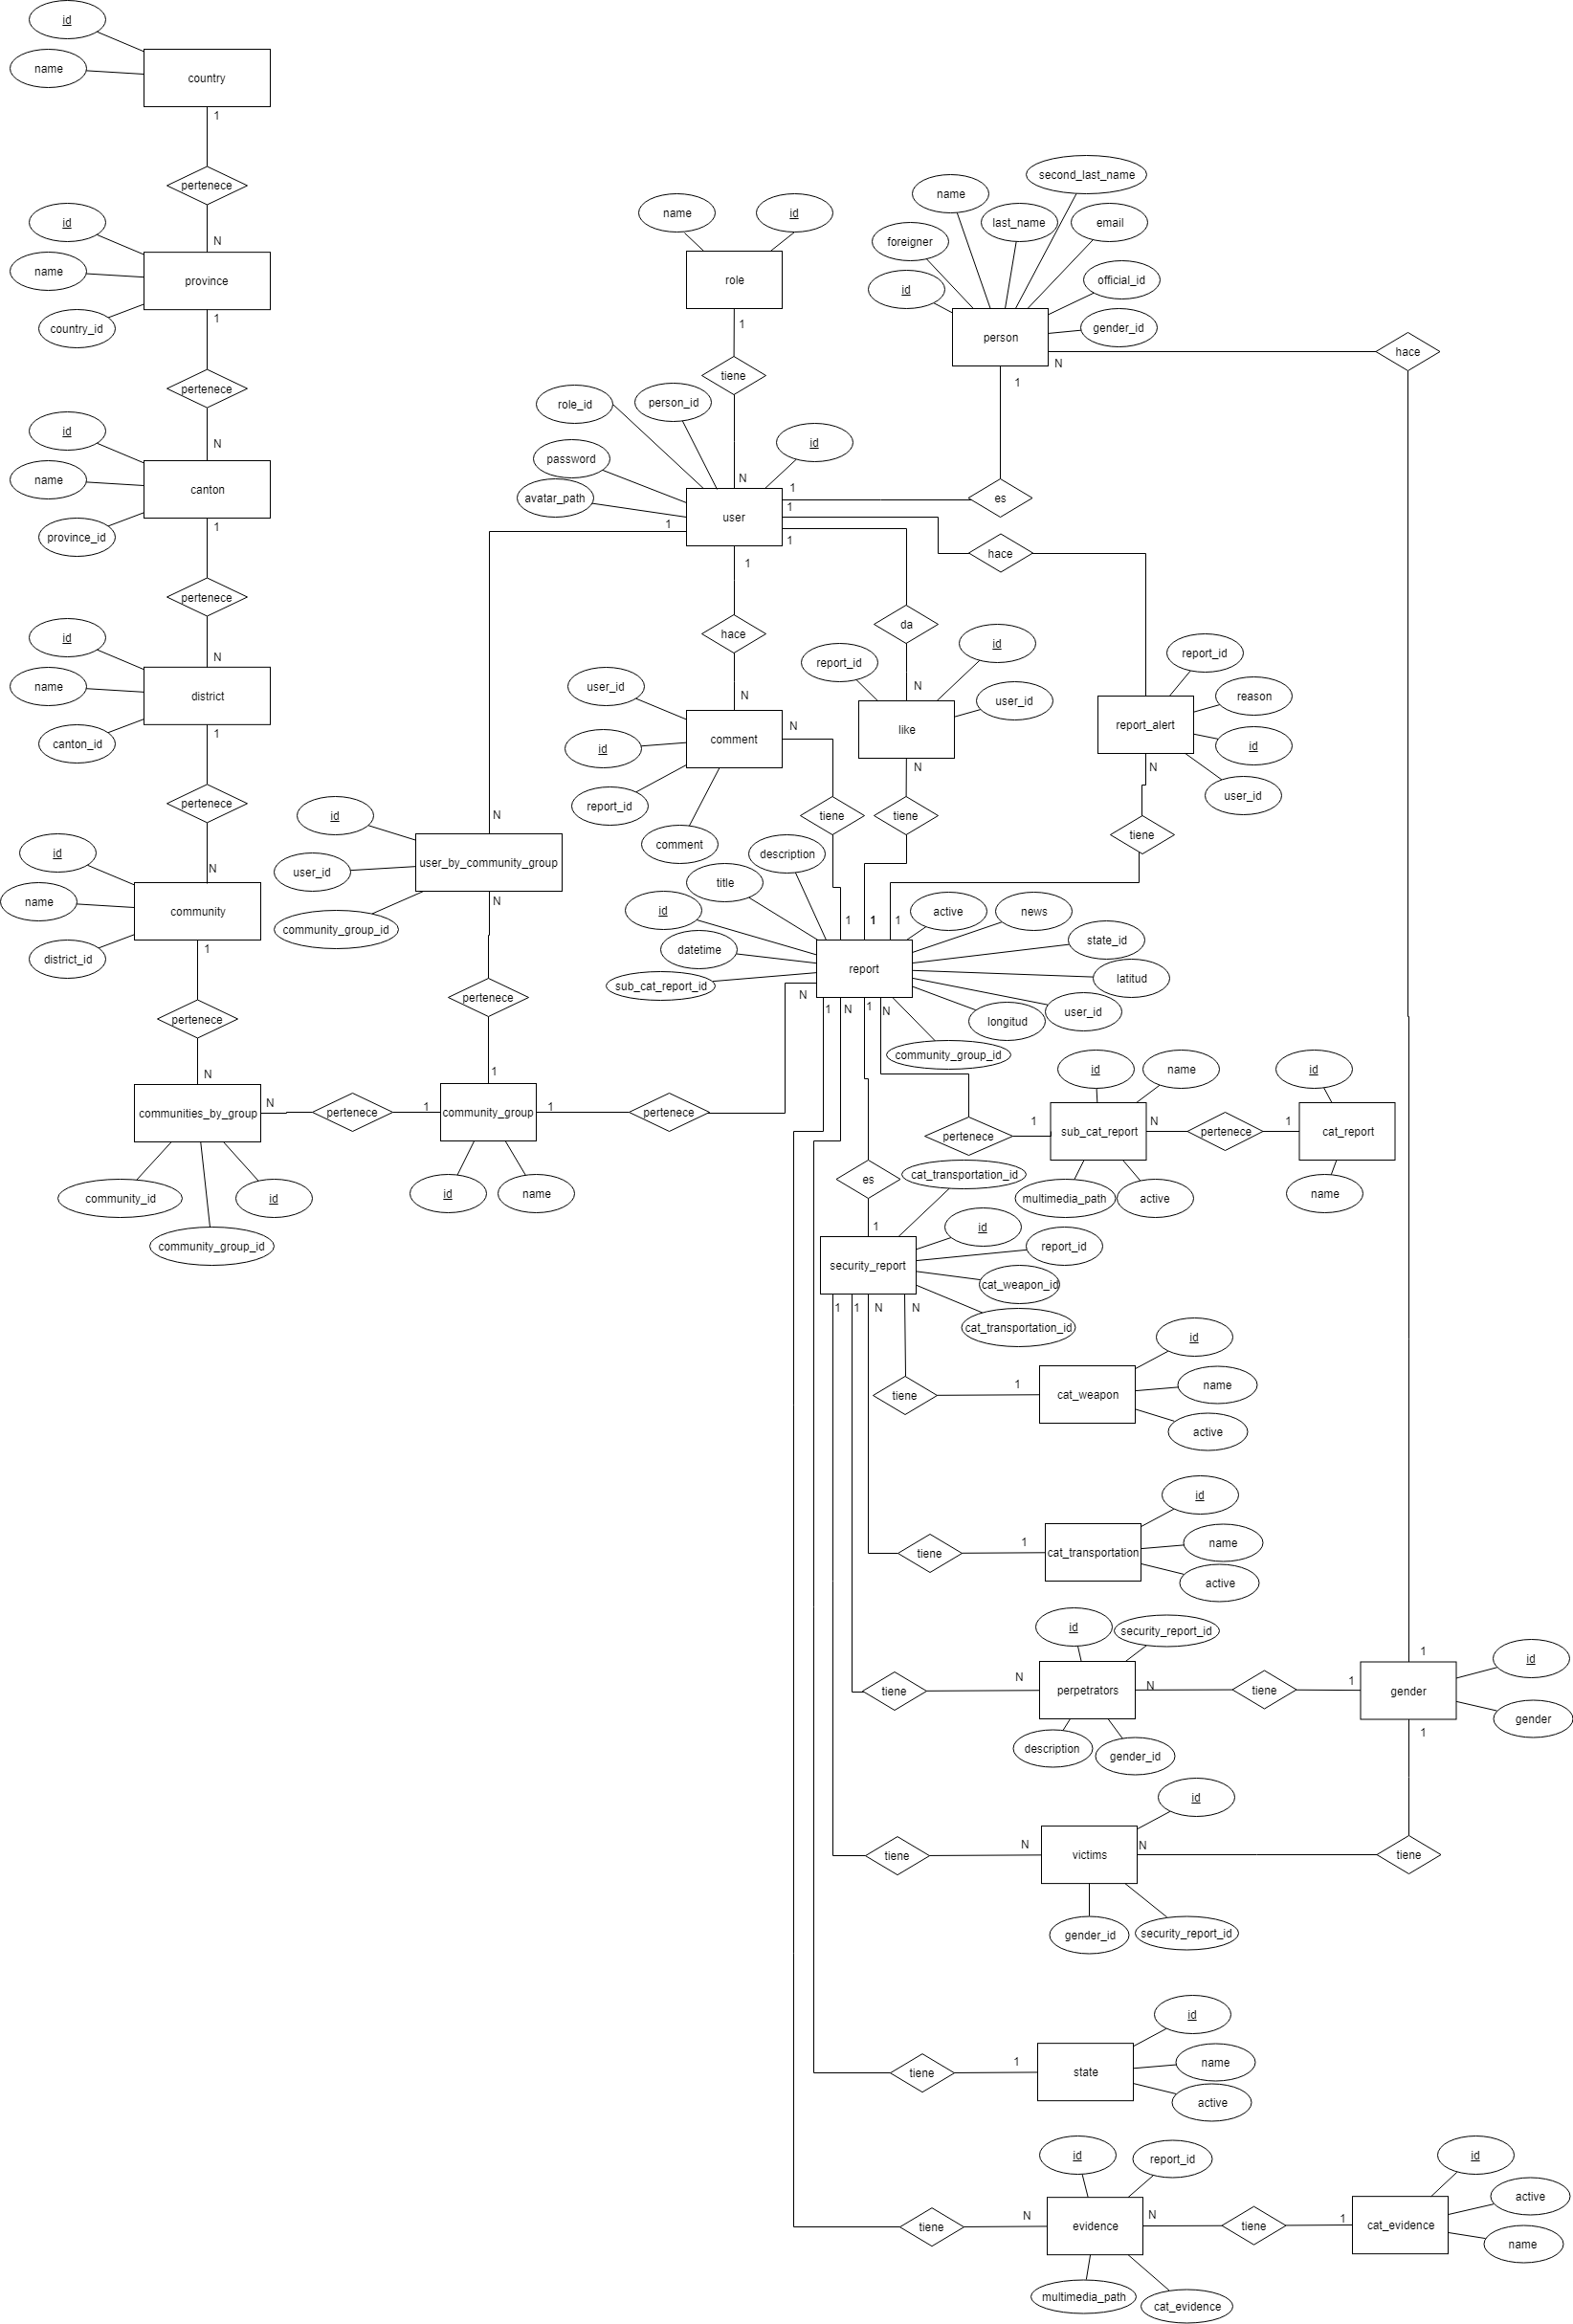 id
name
country
1
pertenece
N
id
name
province
country_id
1
pertenece
N
id
name
canton
province_id
1
pertenece
N
id
name
district
canton_id
1
pertenece
N
id
name
community
district_id
1
pertenece
N
communities_by_group
community_id
id
community_group_id
N
pertenece
1
community_group
id
name
1
pertenece
N
1
pertenece
N
user_by_community_group
id
user_id
community_group_id
N
1
name
id
role
1
tiene
N
role_id
person_id
id
password
avatar_path
user
1
1
1
1
second_last_name
name
last_name
email
foreigner
id
official_id
gender_id
person
N
1
es
hace
hace
hace
da
N
user_id
id
report_id
comment
comment
N
tiene
1
report_id
id
user_id
like
N
N
tiene
1
report_id
reason
id
user_id
report_alert
N
tiene
1
description
title
id
datetime
sub_cat_report_id
active
news
state_id
latitud
user_id
longitud
community_group_id
report
1
N
1
N
pertenece
1
id
name
sub_cat_report
multimedia_path
active
N
pertenece
1
id
cat_report
name
es
1
cat_transportation_id
id
report_id
cat_weapon_id
cat_transportation_id
security_report
1
1
N
N
tiene
1
cat_weapon
id
name
active
tiene
1
cat_transportation
id
name
active
tiene
N
id
security_report_id
perpetrators
description
gender_id
N
tiene
1
1
gender
id
gender
1
tiene
N
victims
id
gender_id
security_report_id
N
tiene
tiene
1
state
id
name
active
tiene
N
id
report_id
evidence
multimedia_path
cat_evidence
N
tiene
1
cat_evidence
id
active
name